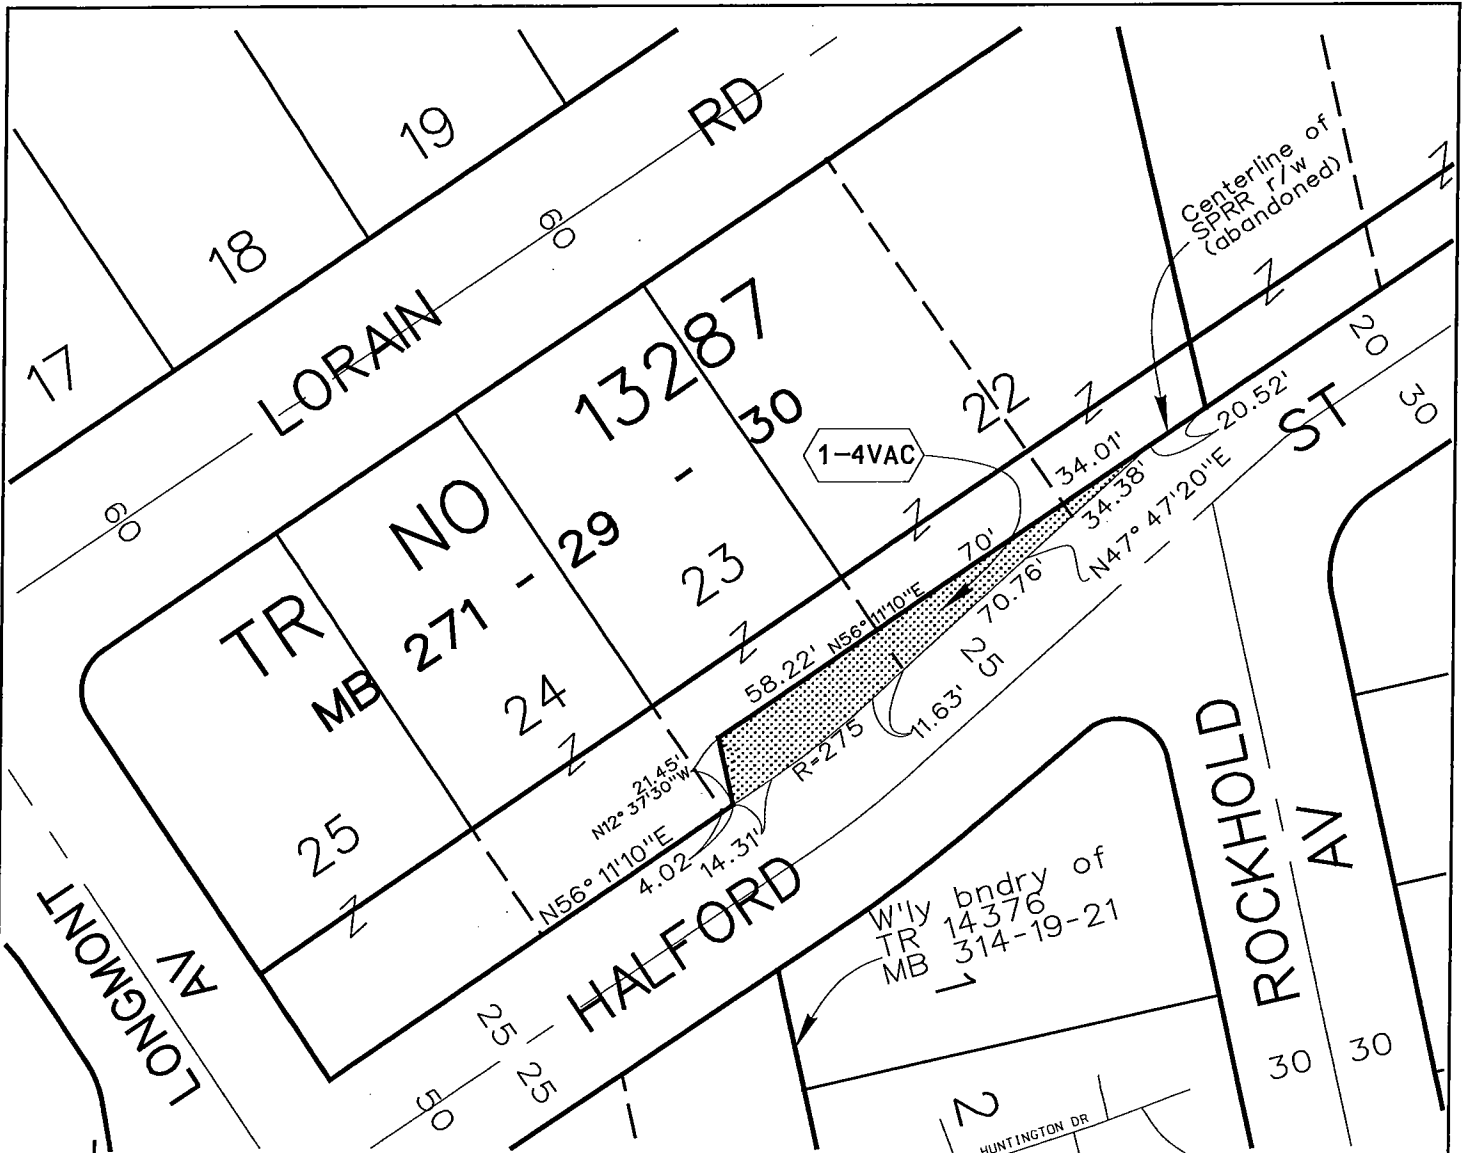 19
18
17
LORAIN RD
60
60
Centerline of
SPRR r/w
(abandoned)
Z
Z
Z
Z
Z
Z
Z
TR NO 13287
MB 271 - 29 - 30
22
23
24
25
1-4VAC
20
30
20.52'
34.01'
34.38'
70'
70.76'
N47° 47'20"E
N56° 11'10"E
58.22'
25
11.63'
R=275
21.45'
N12° 37'30"W
N56° 11'10"E
4.02
14.31'
HALFORD ST
25
25
50
LONGMONT
AV
ROCKHOLD
AV
W'ly bndry of
TR 14376
MB 314-19-21
1
2
30
30
HUNTINGTON DR